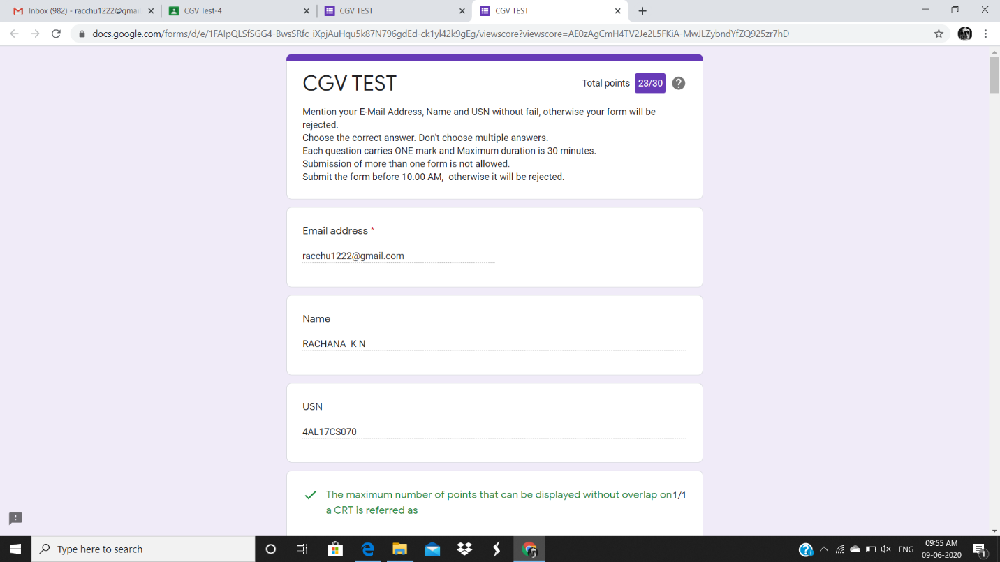 Inbox (982) - racchu1222@gmail.
CGV Test-4
CGV TEST
CGV TEST
docs.google.com/forms/d/e/1FAIpQLSfSGG4-BwsSRfc_iXpjAuHqu5k87N796gdEd-ck1yl42k9gEg/viewscore?viewscore=AE0zAgCmH4TV2Je2L5FKiA-MwJLZybndYfZQ925zr7hD
CGV TEST
Total points 23/30
Mention your E-Mail Address, Name and USN without fail, otherwise your form will be
rejected.
Choose the correct answer. Don't choose multiple answers.
Each question carries ONE mark and Maximum duration is 30 minutes.
Submission of more than one form is not allowed.
Submit the form before 10.00 AM,  otherwise it will be rejected.
Email address *
racchu1222@gmail.com
Name
RACHANA  K N
USN
4AL17CS070
The maximum number of points that can be displayed without overlap on 1/1
a CRT is referred as
Type here to search
ENG
09:55 AM
09-06-2020
1